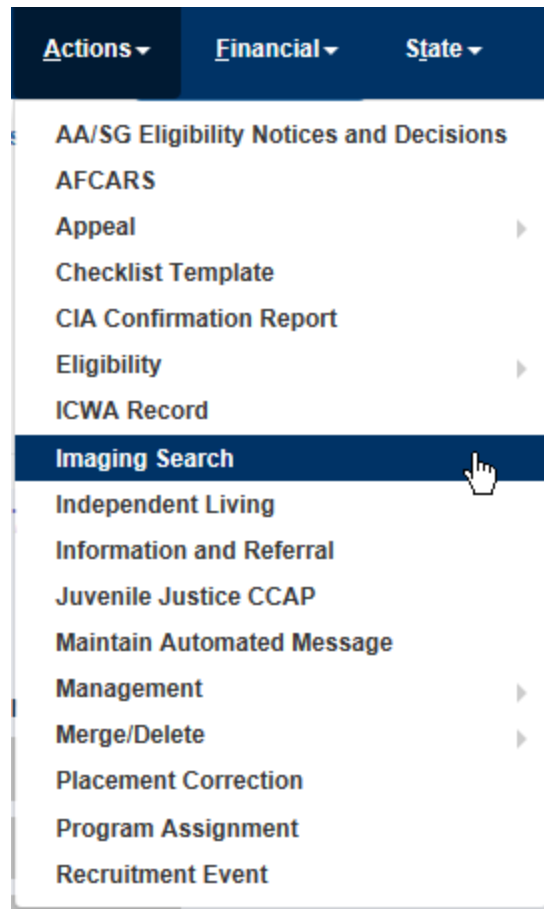 Actions Financial State
AA/SG Eligibility Notices and Decisions
AFCARS
Appeal
Checklist Template
CIA Confirmation Report
Eligibility
ICWA Record
Imaging Search
Independent Living
Information and Referral
Juvenile Justice CCAP
Maintain Automated Message
Management
Merge/Delete
Placement Correction
Program Assignment
Recruitment Event